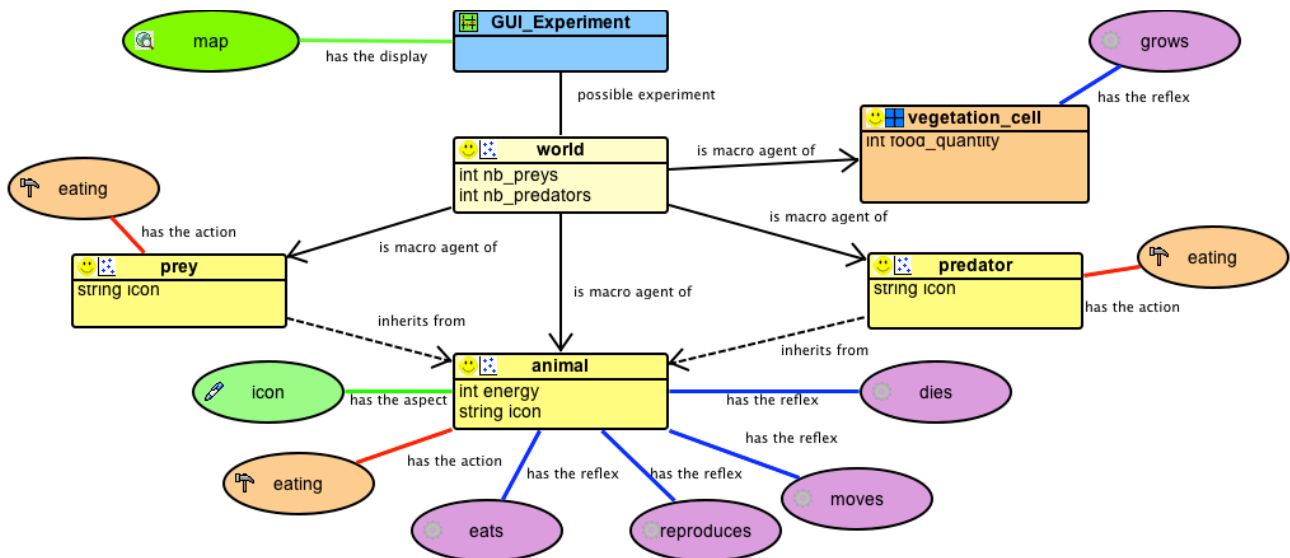 GUI_Experiment
map
has the display
grows
possible experiment
has the reflex
vegetation_cell
int food_quantity
world
int nb_preys
int nb_predators
is macro agent of
eating
has the action
is macro agent of
is macro agent of
prey
string icon
predator
string icon
eating
has the action
is macro agent of
inherits from
inherits from
animal
int energy
string icon
icon
has the aspect
has the reflex
dies
has the action
has the reflex
has the reflex
has the reflex
eating
moves
eats
reproduces